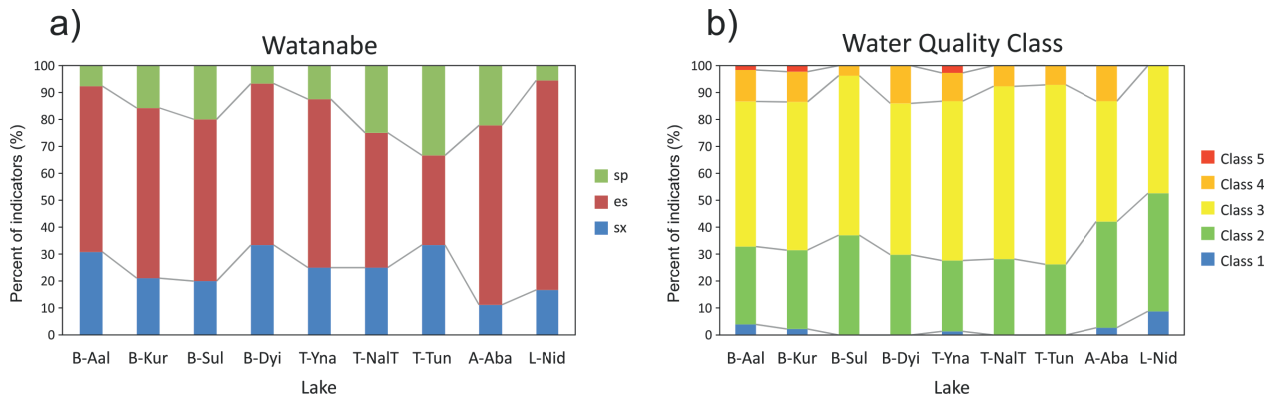 a)
Watanabe
100
90
80
70
60
50
40
30
20
10
0
Percent of indicators (%)
B-Aal B-Kur B-Sul B-Dyi T-Yna T-NalT T-Tun A-Aba L-Nid
Lake
sp
es
sx
b)
Water Quality Class
100
90
80
70
60
50
40
30
20
10
0
Percent of indicators (%)
B-Aal B-Kur B-Sul B-Dyi T-Yna T-NalT T-Tun A-Aba L-Nid
Lake
Class 5
Class 4
Class 3
Class 2
Class 1